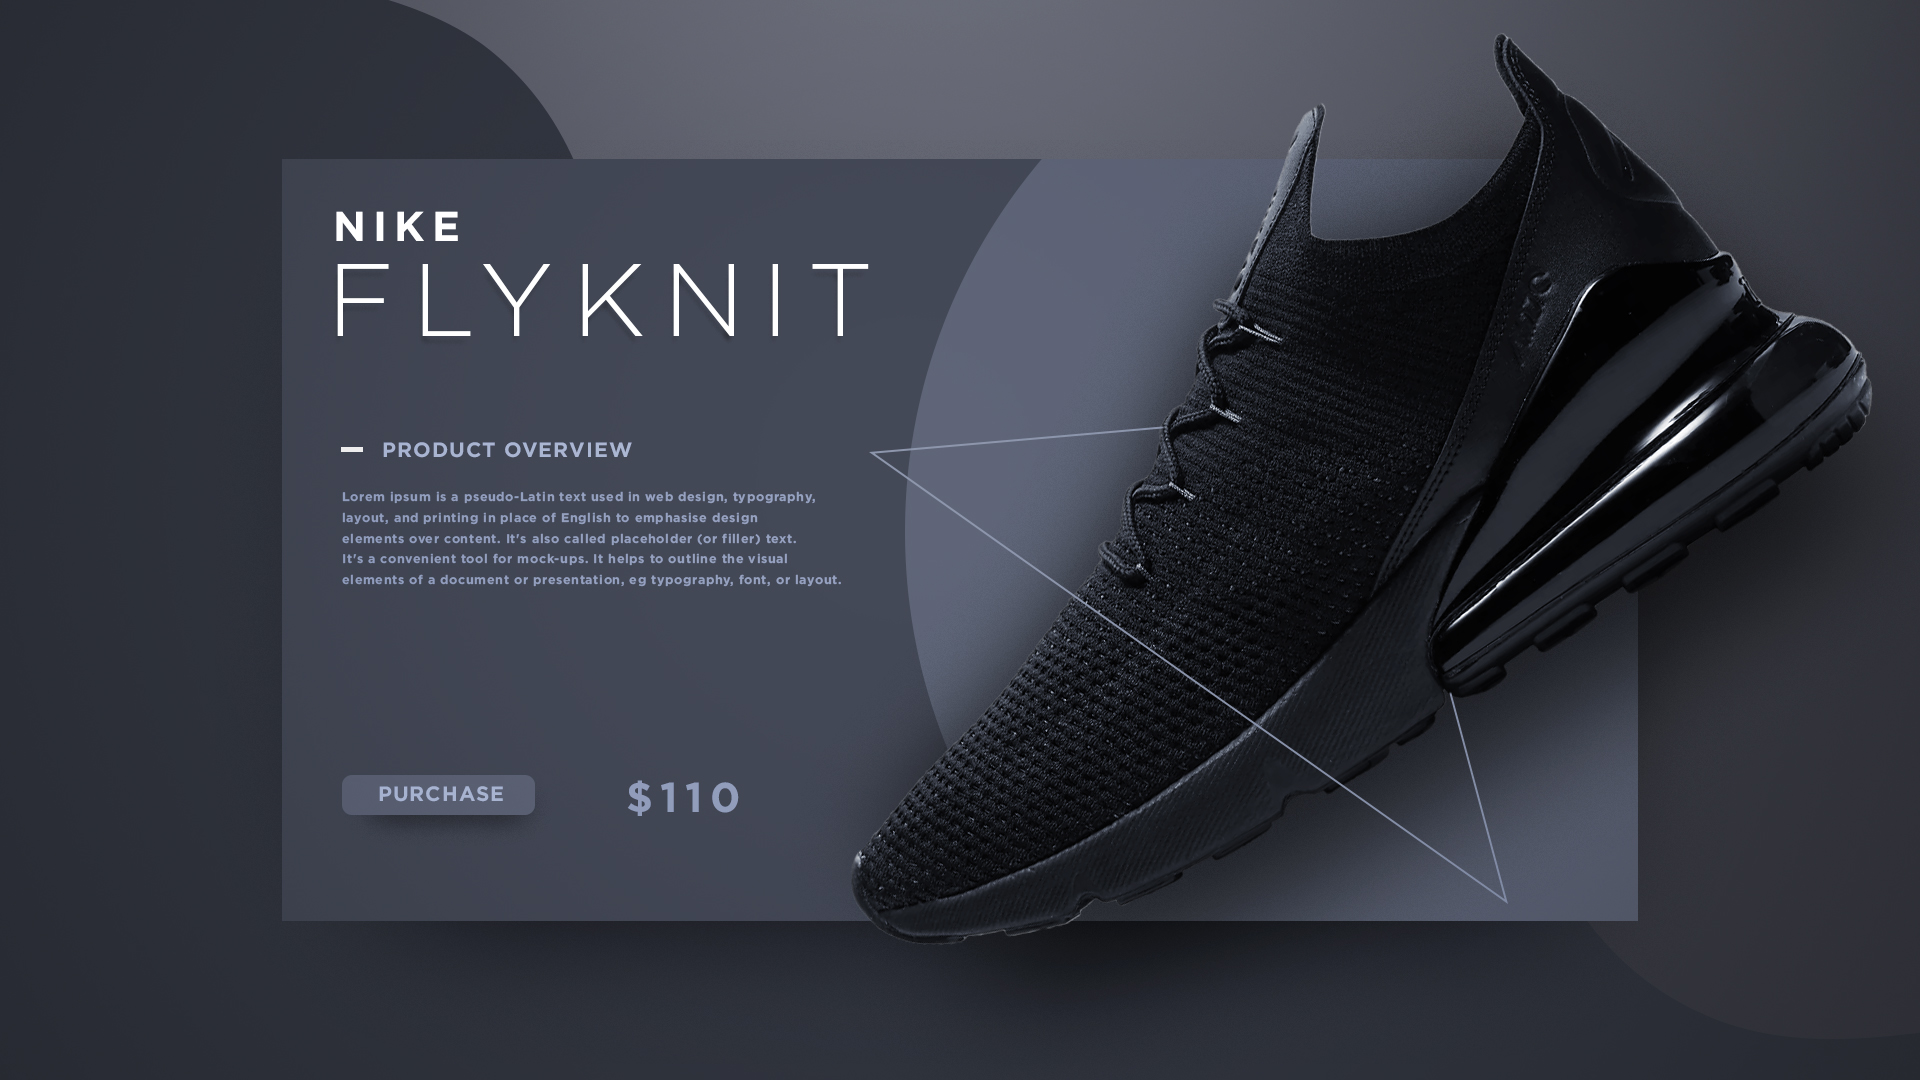 NIKE
FLYKNIT
PRODUCT OVERVIEW
Lorem ipsum is a pseudo-Latin text used in web design, typography,
layout, and printing in place of English to emphasise design
elements over content. It's also called placeholder (or filler) text.
It's a convenient tool for mock-ups. It helps to outline the visual
elements of a document or presentation, eg typography, font, or layout.
PURCHASE
$110